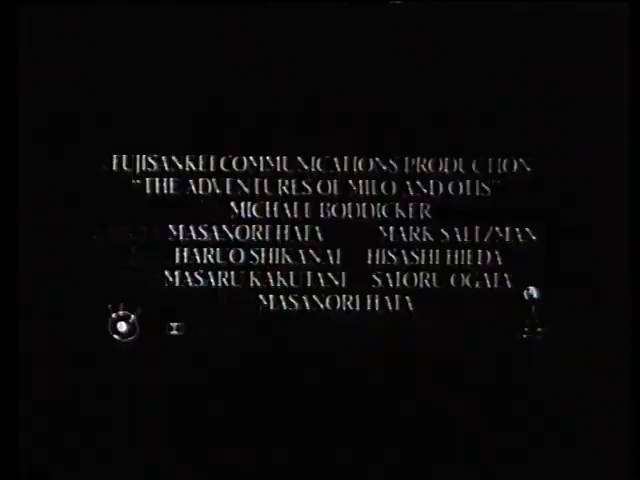 FUJISANKEI COMMUNICATIONS PRODUCTION
"THE ADVENTURES OF MILO AND OTIS"
MICHAEL BODDICKER
MASANORI HATA MARK SALTZMAN
HARUO SHIKANAI HISASHI HIEDA
MASARU KAKUTANI SATORU OGATA
MASANORI HATA